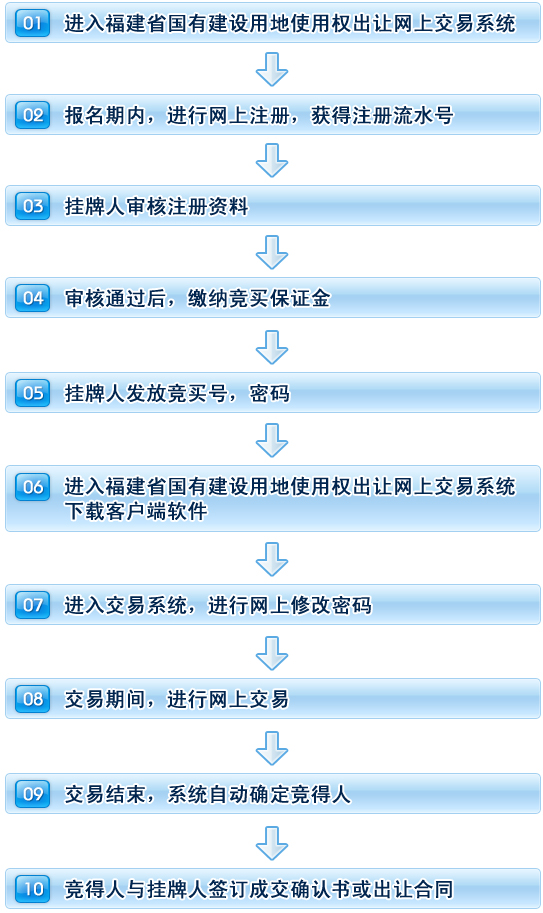 01 进入福建省国有建设用地使用权出让网上交易系统
02 报名期内，进行网上注册，获得注册流水号
03 挂牌人审核注册资料
04 审核通过后，缴纳竞买保证金
05 挂牌人发放竞买号，密码
06 进入福建省国有建设用地使用权出让网上交易系统
下载客户端软件
07 进入交易系统，进行网上修改密码
08 交易期间，进行网上交易
09 交易结束，系统自动确定竞得人
10 竞得人与挂牌人签订成交确认书或出让合同